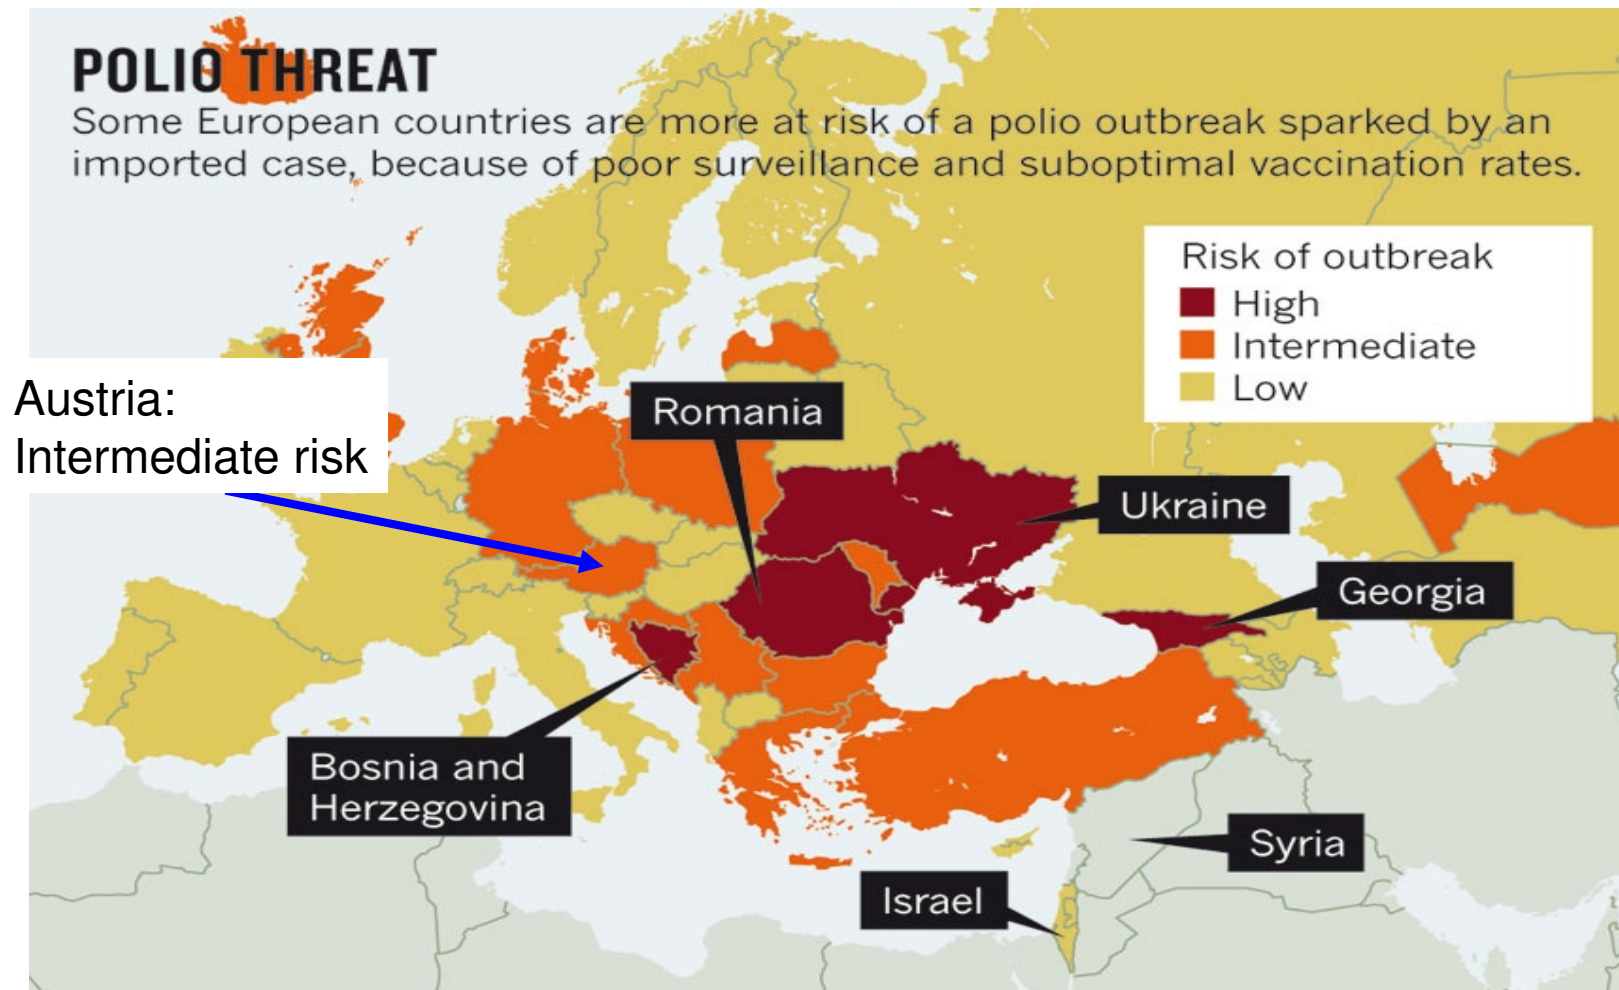 POLIO THREAT
Some European countries are more at risk of a polio outbreak sparked by an
imported case, because of poor surveillance and suboptimal vaccination rates.
Risk of outbreak
High
Intermediate
Low
Austria:
Intermediate risk
Romania
Ukraine
Georgia
Bosnia and
Herzegovina
Syria
Israel